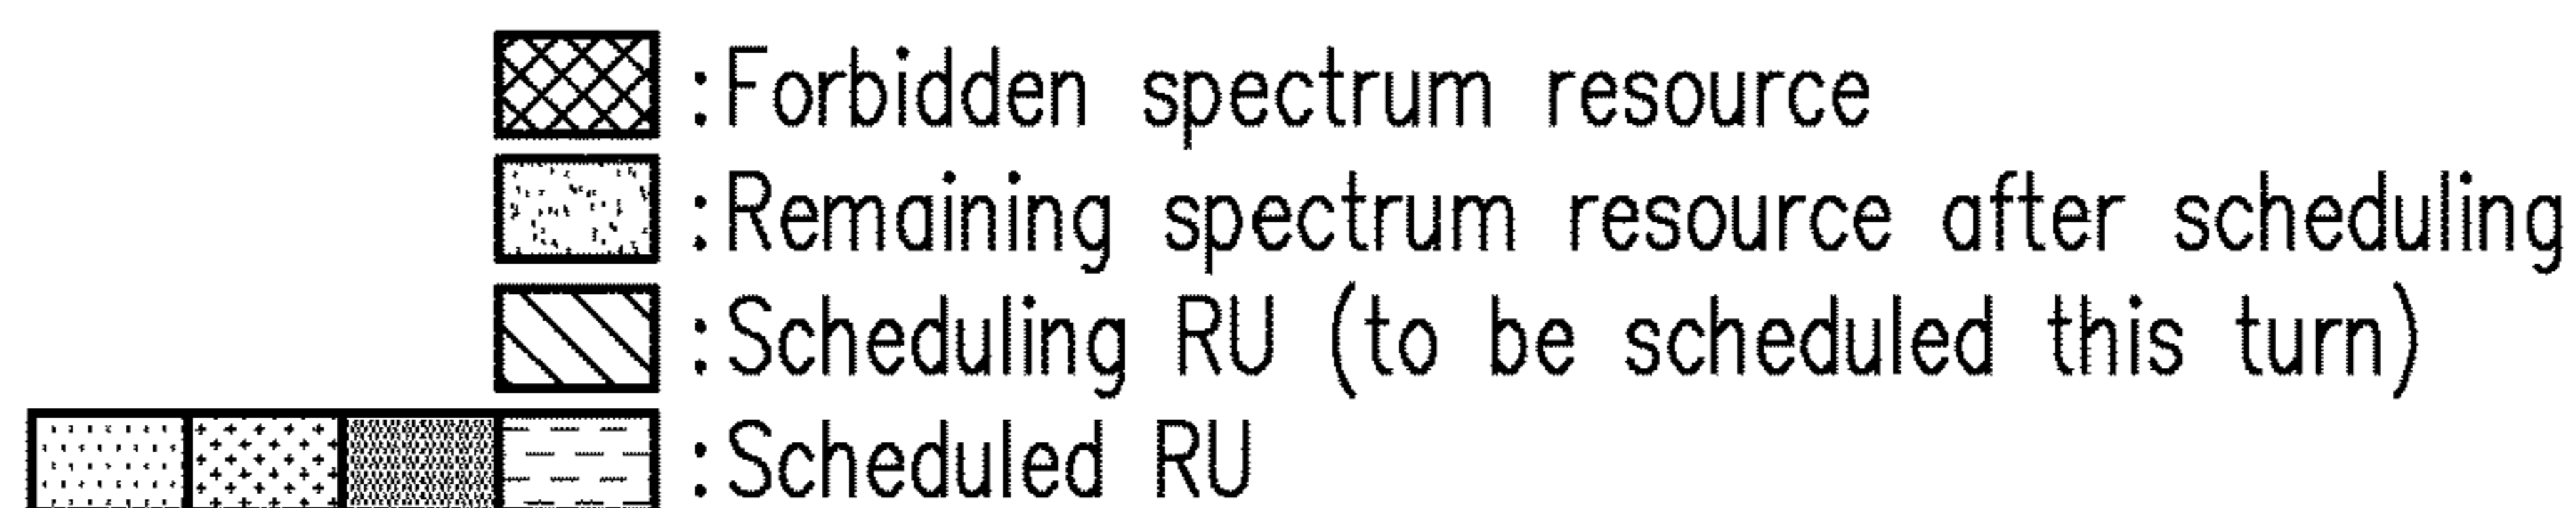 :Forbidden spectrum resource
:Remaining spectrum resource after scheduling
:Scheduling RU (to be scheduled this turn)
:Scheduled RU